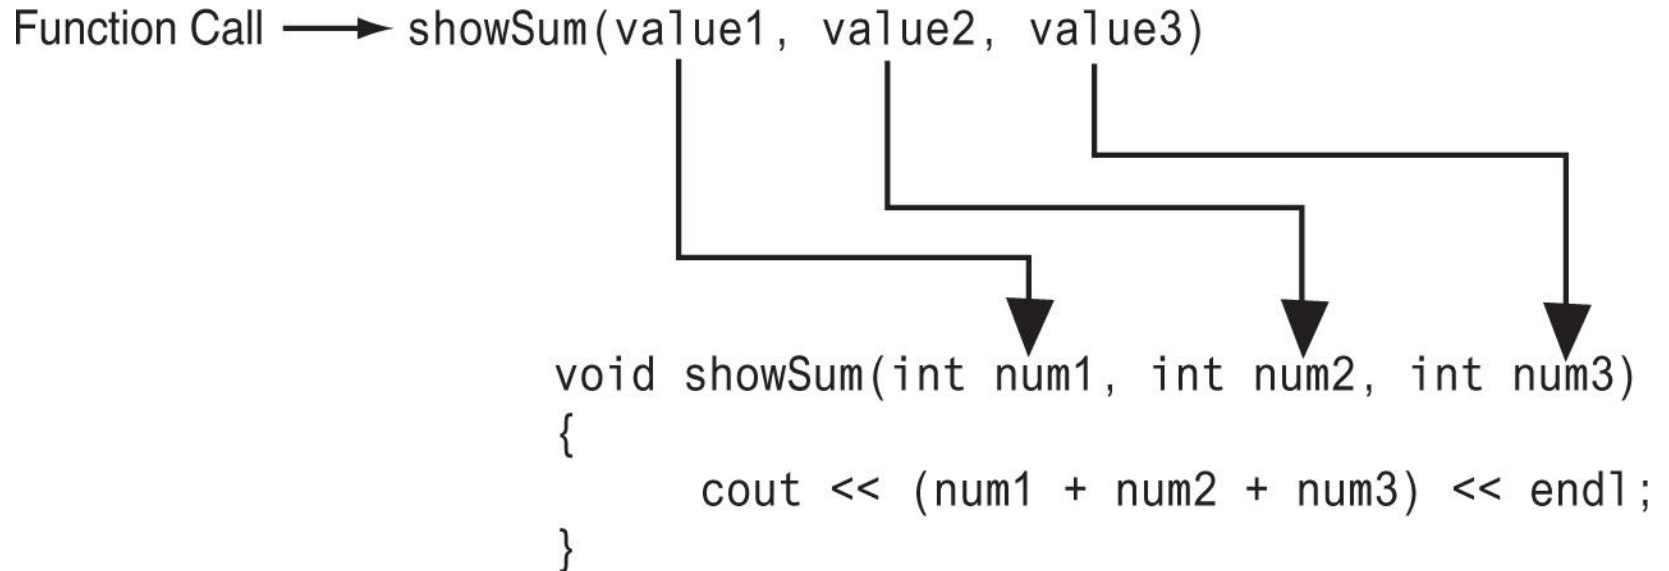 Function Call showSum(value1, value2, value3)
void showSum(int num1, int num2, int num3)
{
cout << (num1 + num2 + num3) << endl;
}